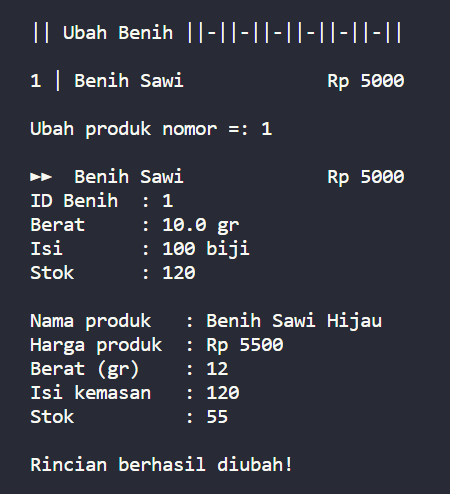 || Ubah Benih ||-||-||-||-||-||-||
1 | Benih Sawi Rp 5000
Ubah produk nomor =: 1
►► Benih Sawi Rp 5000
ID Benih : 1
Berat : 10.0 gr
Isi : 100 biji
Stok : 120
Nama produk : Benih Sawi Hijau
Harga produk : Rp 5500
Berat (gr) : 12
Isi kemasan : 120
Stok : 55
Rincian berhasil diubah!